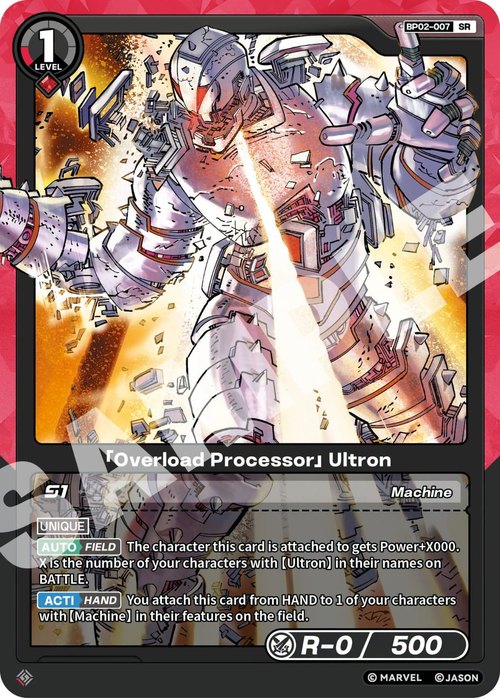 BP02-007 SR
1
LEVEL
「Overload Processor」 Ultron
S1 Machine
UNIQUE
AUTO FIELD The character this card is attached to gets Power+X000.
X is the number of your characters with [Ultron] in their names on
BATTLE.
ACTI HAND You attach this card from HAND to 1 of your characters
with [Machine] in their features on the field.
R-0 / 500
© MARVEL © JASON
SAMPLE